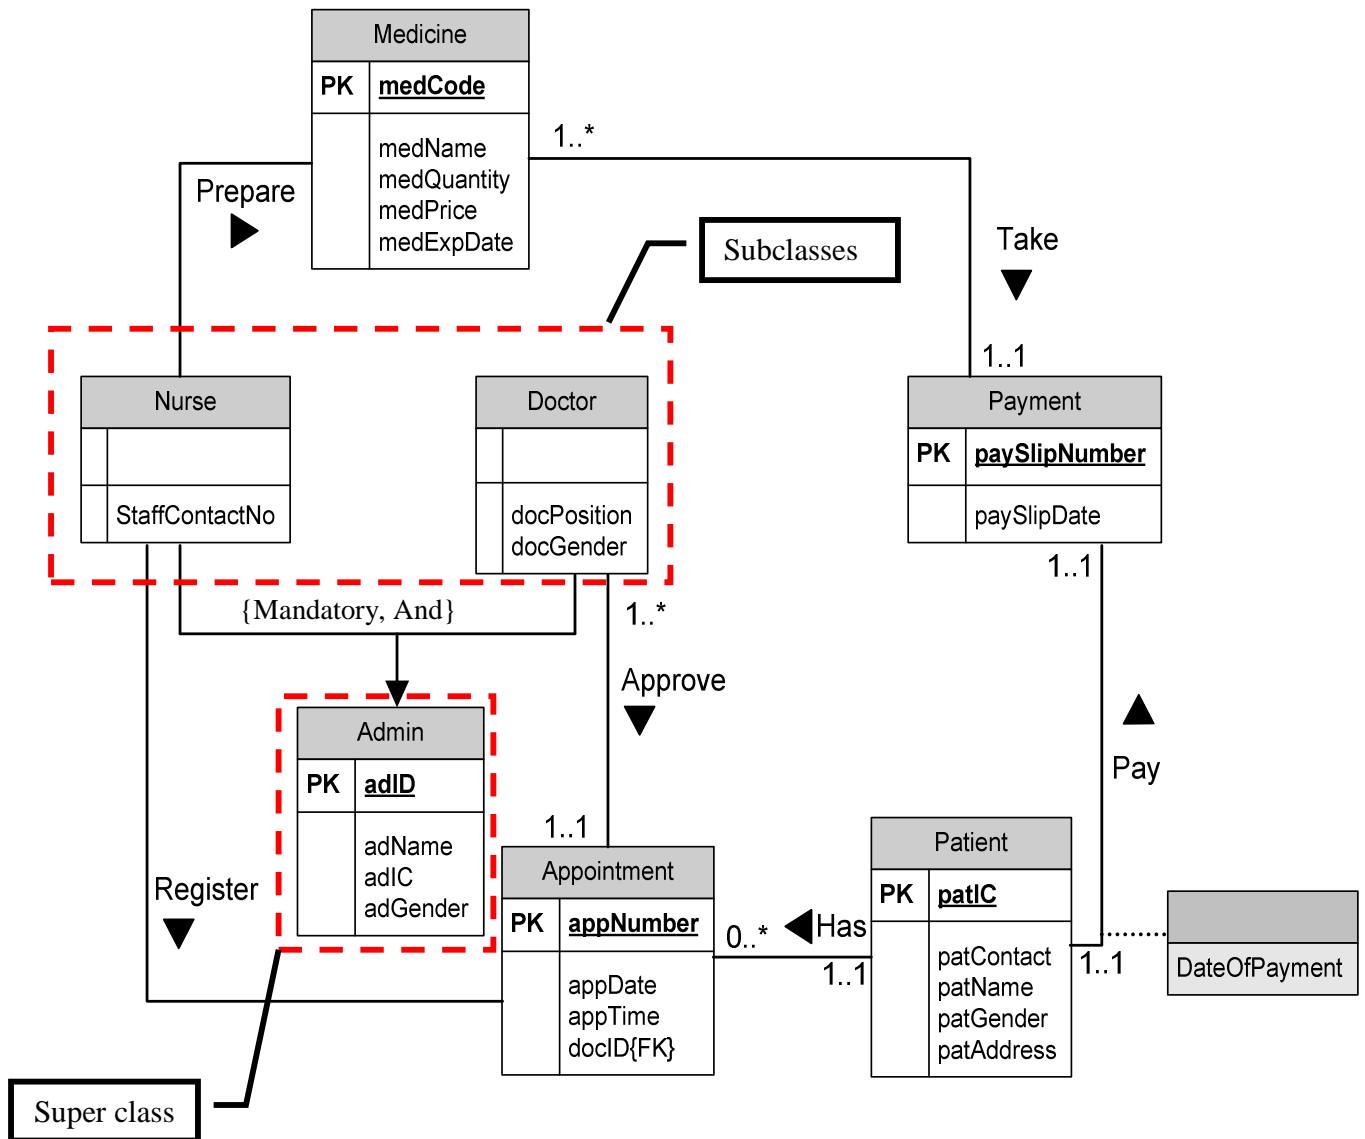 Medicine
PK medCode
medName
medQuantity
medPrice
medExpDate
1..*
Prepare
Subclasses
Take
1..1
Nurse
StaffContactNo
Doctor
docPosition
docGender
Payment
PK paySlipNumber
paySlipDate
1..1
{Mandatory, And}
1..*
Approve
Admin
PK adID
adName
adIC
adGender
Pay
1..1
Register
Appointment
PK appNumber
appDate
appTime
docID{FK}
0..*
Has
1..1
Patient
PK patIC
patContact
patName
patGender
patAddress
1..1
DateOfPayment
Super class